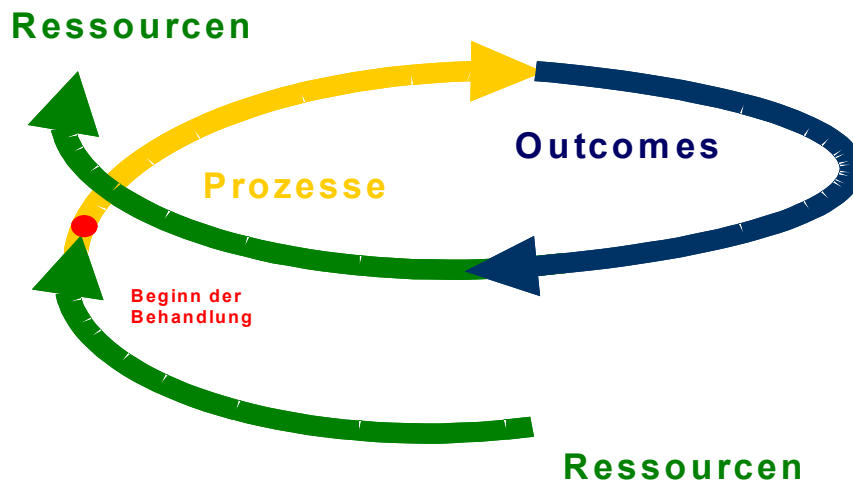 Ressourcen
Outcomes
Prozesse
Beginn der
Behandlung
Ressourcen